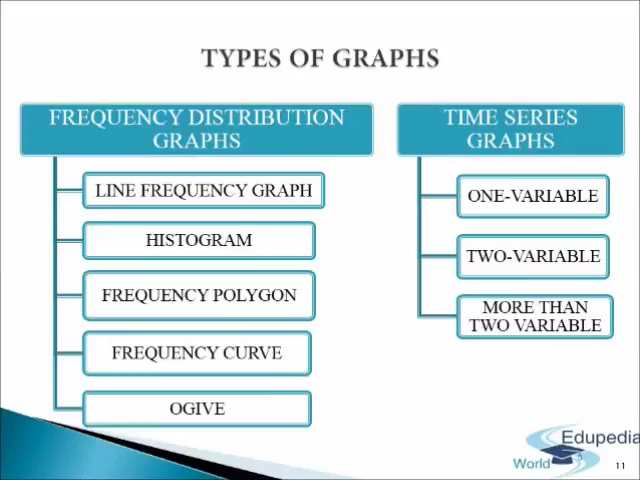 TYPES OF GRAPHS
FREQUENCY DISTRIBUTION
GRAPHS
LINE FREQUENCY GRAPH
HISTOGRAM
FREQUENCY POLYGON
FREQUENCY CURVE
OGIVE
TIME SERIES
GRAPHS
ONE-VARIABLE
TWO-VARIABLE
MORE THAN
TWO VARIABLE
Edupedia
World
11